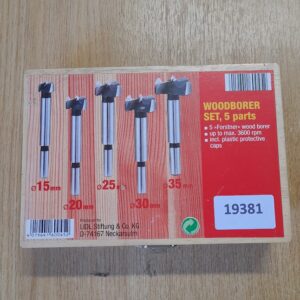 WOODBORER
SET, 5 parts
• 5 »Forstner« wood borer
• up to max. 3600 rpm
• incl. plastic protective
caps
ø15mm
ø20mm
ø25mm
ø30mm
ø35mm
19381
LIDL Stiftung & Co. KG
D-74167 Neckarsulm